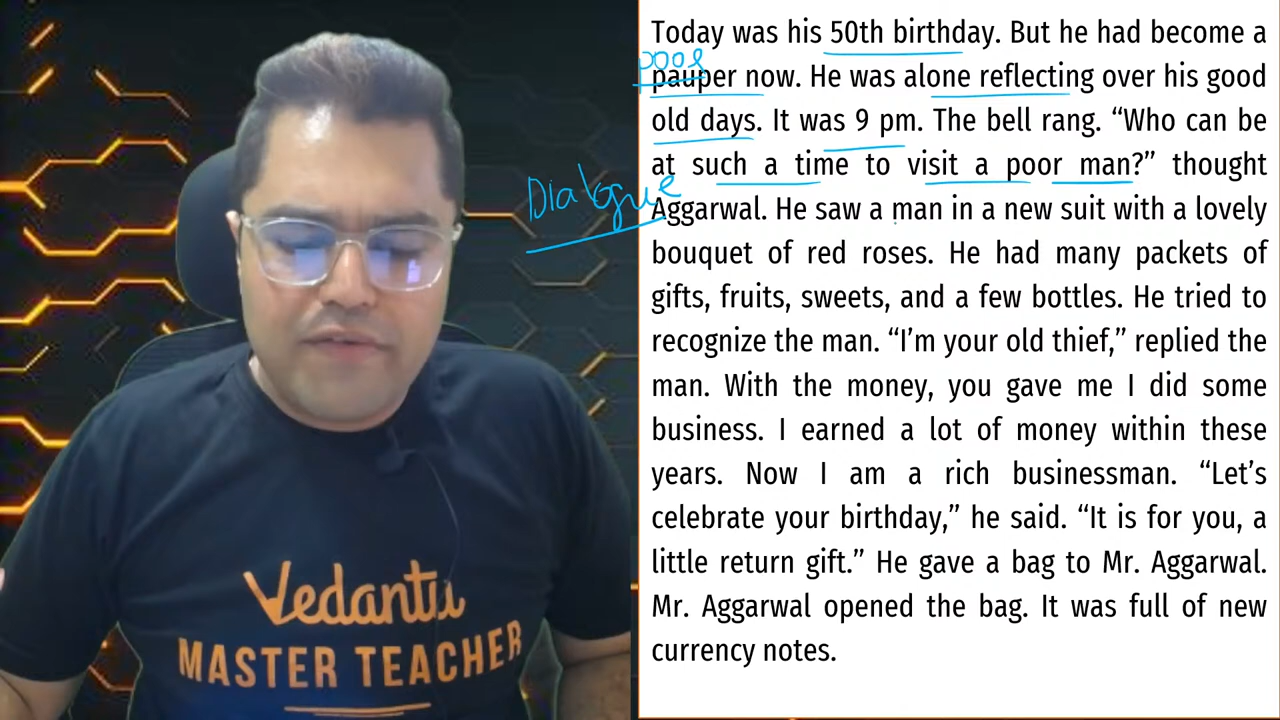 Today was his 50th birthday. But he had become a
poor
pauper now. He was alone reflecting over his good
old days. It was 9 pm. The bell rang. “Who can be
at such a time to visit a poor man?” thought
Dialogue
Aggarwal. He saw a man in a new suit with a lovely
bouquet of red roses. He had many packets of
gifts, fruits, sweets, and a few bottles. He tried to
recognize the man. “I’m your old thief,” replied the
man. With the money, you gave me I did some
business. I earned a lot of money within these
years. Now I am a rich businessman. “Let’s
celebrate your birthday,” he said. “It is for you, a
little return gift.” He gave a bag to Mr. Aggarwal.
Mr. Aggarwal opened the bag. It was full of new
currency notes.
Vedantu
MASTER TEACHER